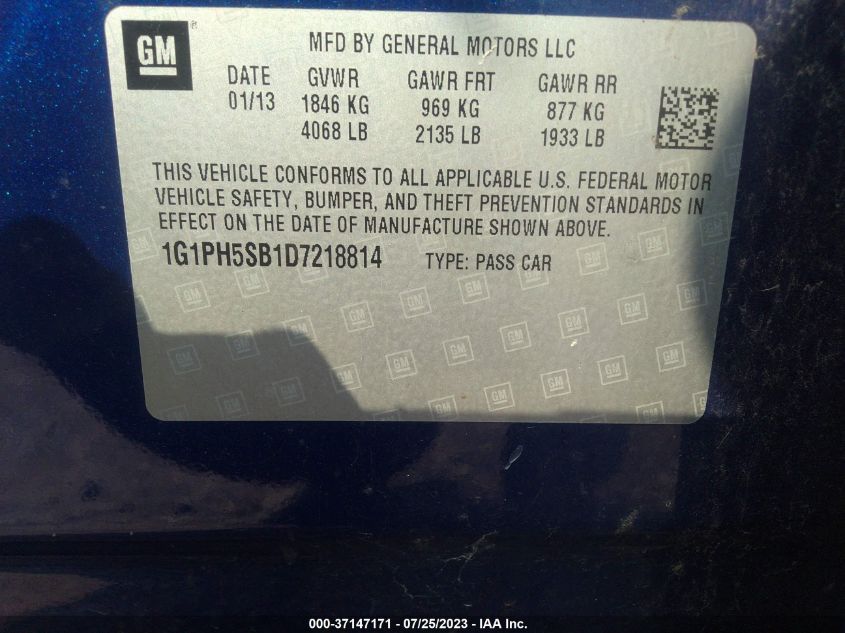 GM ®
MFD BY GENERAL MOTORS LLC
DATE GVWR GAWR FRT GAWR RR
01/13 1846 KG 969 KG 877 KG
4068 LB 2135 LB 1933 LB
THIS VEHICLE CONFORMS TO ALL APPLICABLE U.S. FEDERAL MOTOR
VEHICLE SAFETY, BUMPER, AND THEFT PREVENTION STANDARDS IN
EFFECT ON THE DATE OF MANUFACTURE SHOWN ABOVE.
1G1PH5SB1D7218814 TYPE: PASS CAR
000-37147171 - 07/25/2023 - IAA Inc.